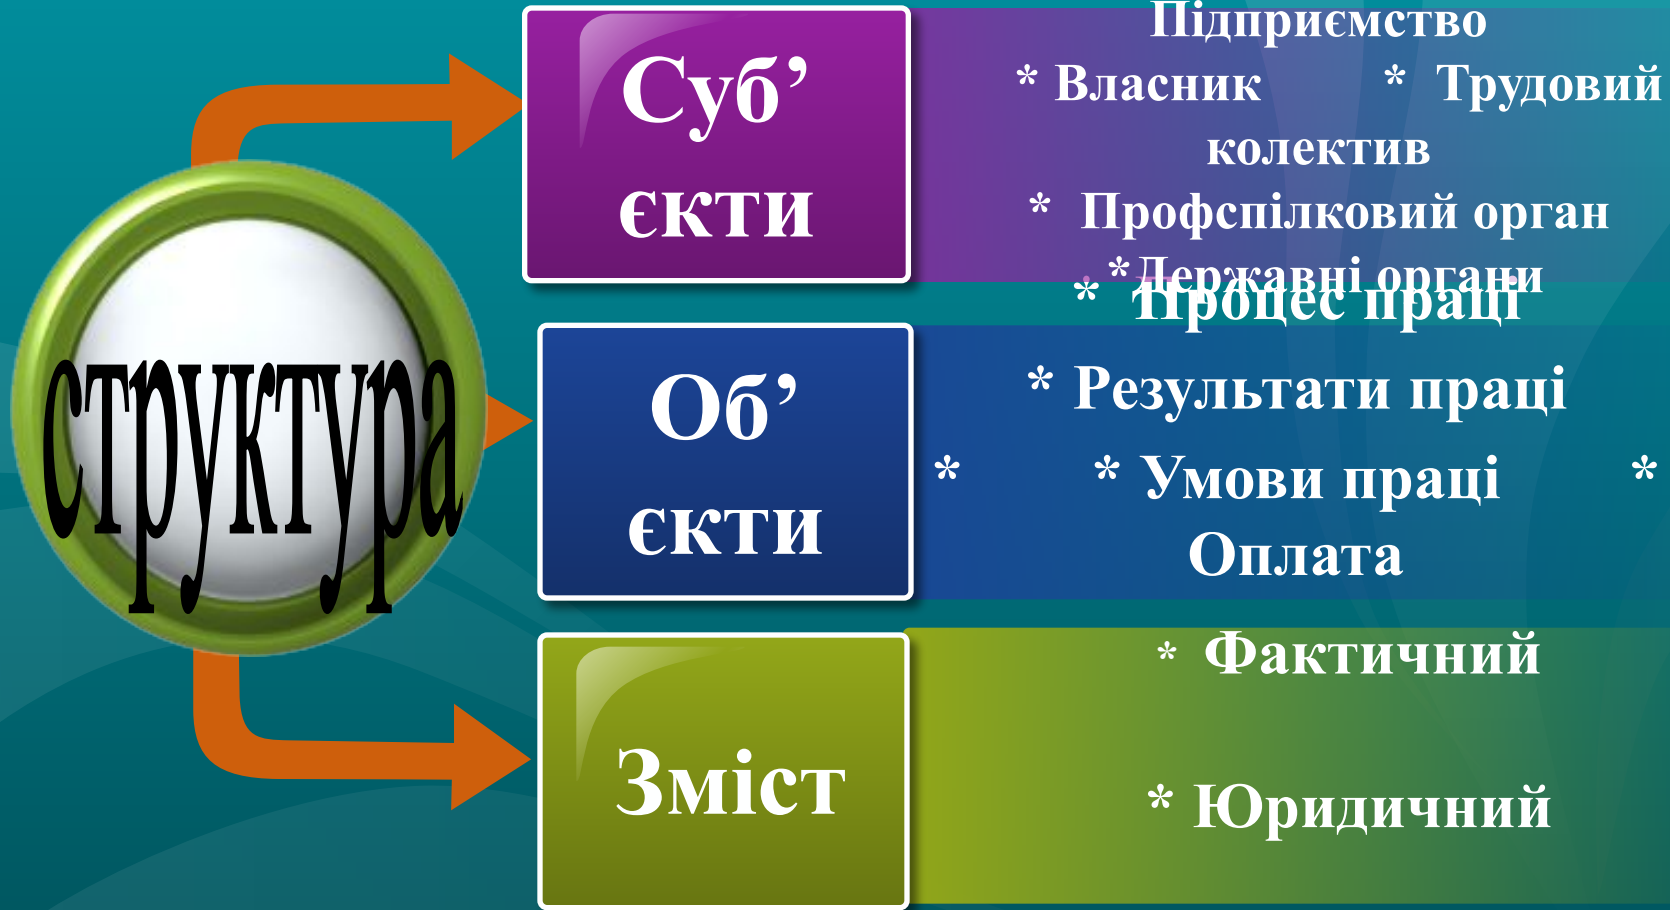 структура
Суб’
єкти
Підприємство
* Власник * Трудовий
колектив
* Профспілковий орган
*Державні органи
Об’
єкти
* Процес праці
* Результати праці
* * Умови праці *
Оплата
Зміст
* Фактичний
* Юридичний